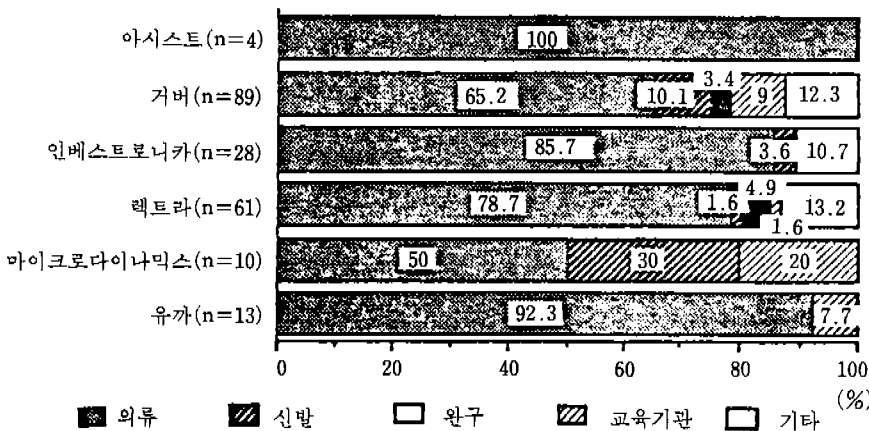 아시스트(n=4) 100
3.4
거버(n=89) 65.2 10.1 9 12.3
인베스트로니카(n=28) 85.7 3.6 10.7
4.9
렉트라(n=61) 78.7 1.6 13.2
1.6
마이크로다이나믹스(n=10) 50 30 20
유까(n=13) 92.3 7.7
0 20 40 60 80 100
(%)
의류 신발 완구 교육기관 기타